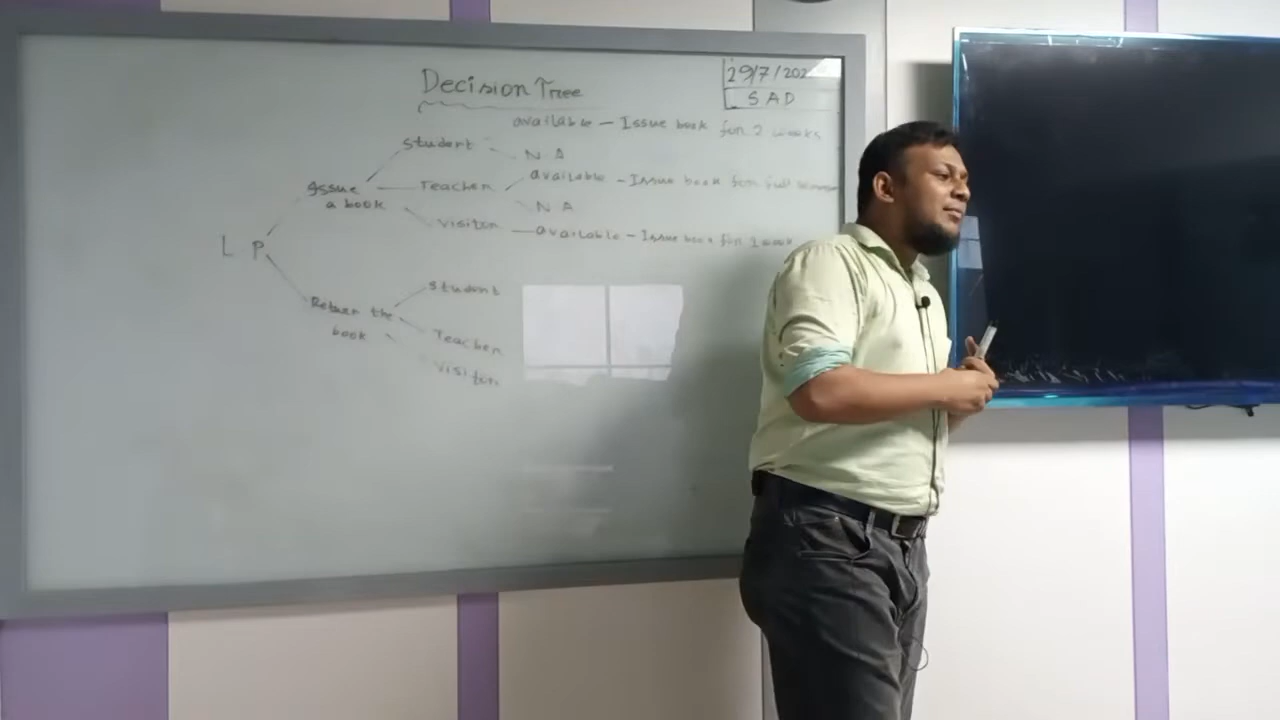 Decision Tree
29/7/202
SAD
available - Issue book for 2 weeks
student
N A
available - Issue book for full
Issue
Teacher
a book
N A
visitor
available - Issue book for 1 week
L P
student
Return the
book
Teacher
visitor